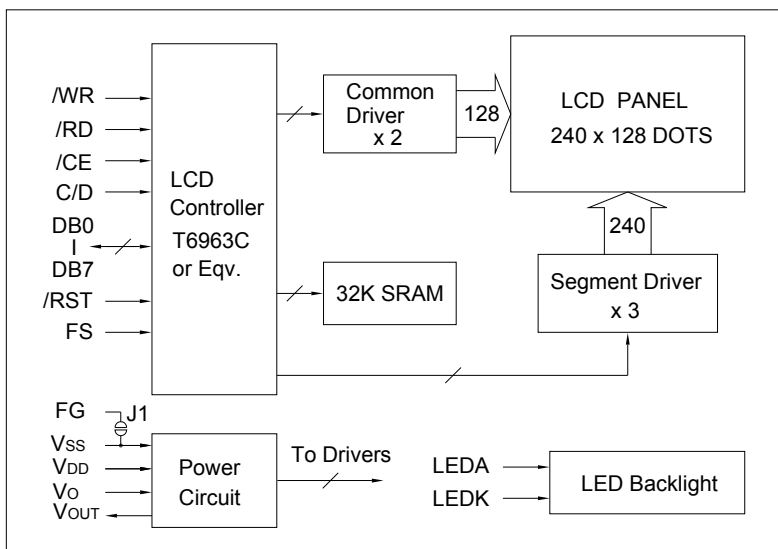 /WR
/RD
/CE
C/D
DB0
I
DB7
/RST
FS
LCD
Controller
T6963C
or Eqv.
Common
Driver
x 2
128
LCD PANEL
240 x 128 DOTS
240
32K SRAM
Segment Driver
x 3
FG
J1
VSS
VDD
VO
VOUT
Power
Circuit
To Drivers
LEDA
LEDK
LED Backlight